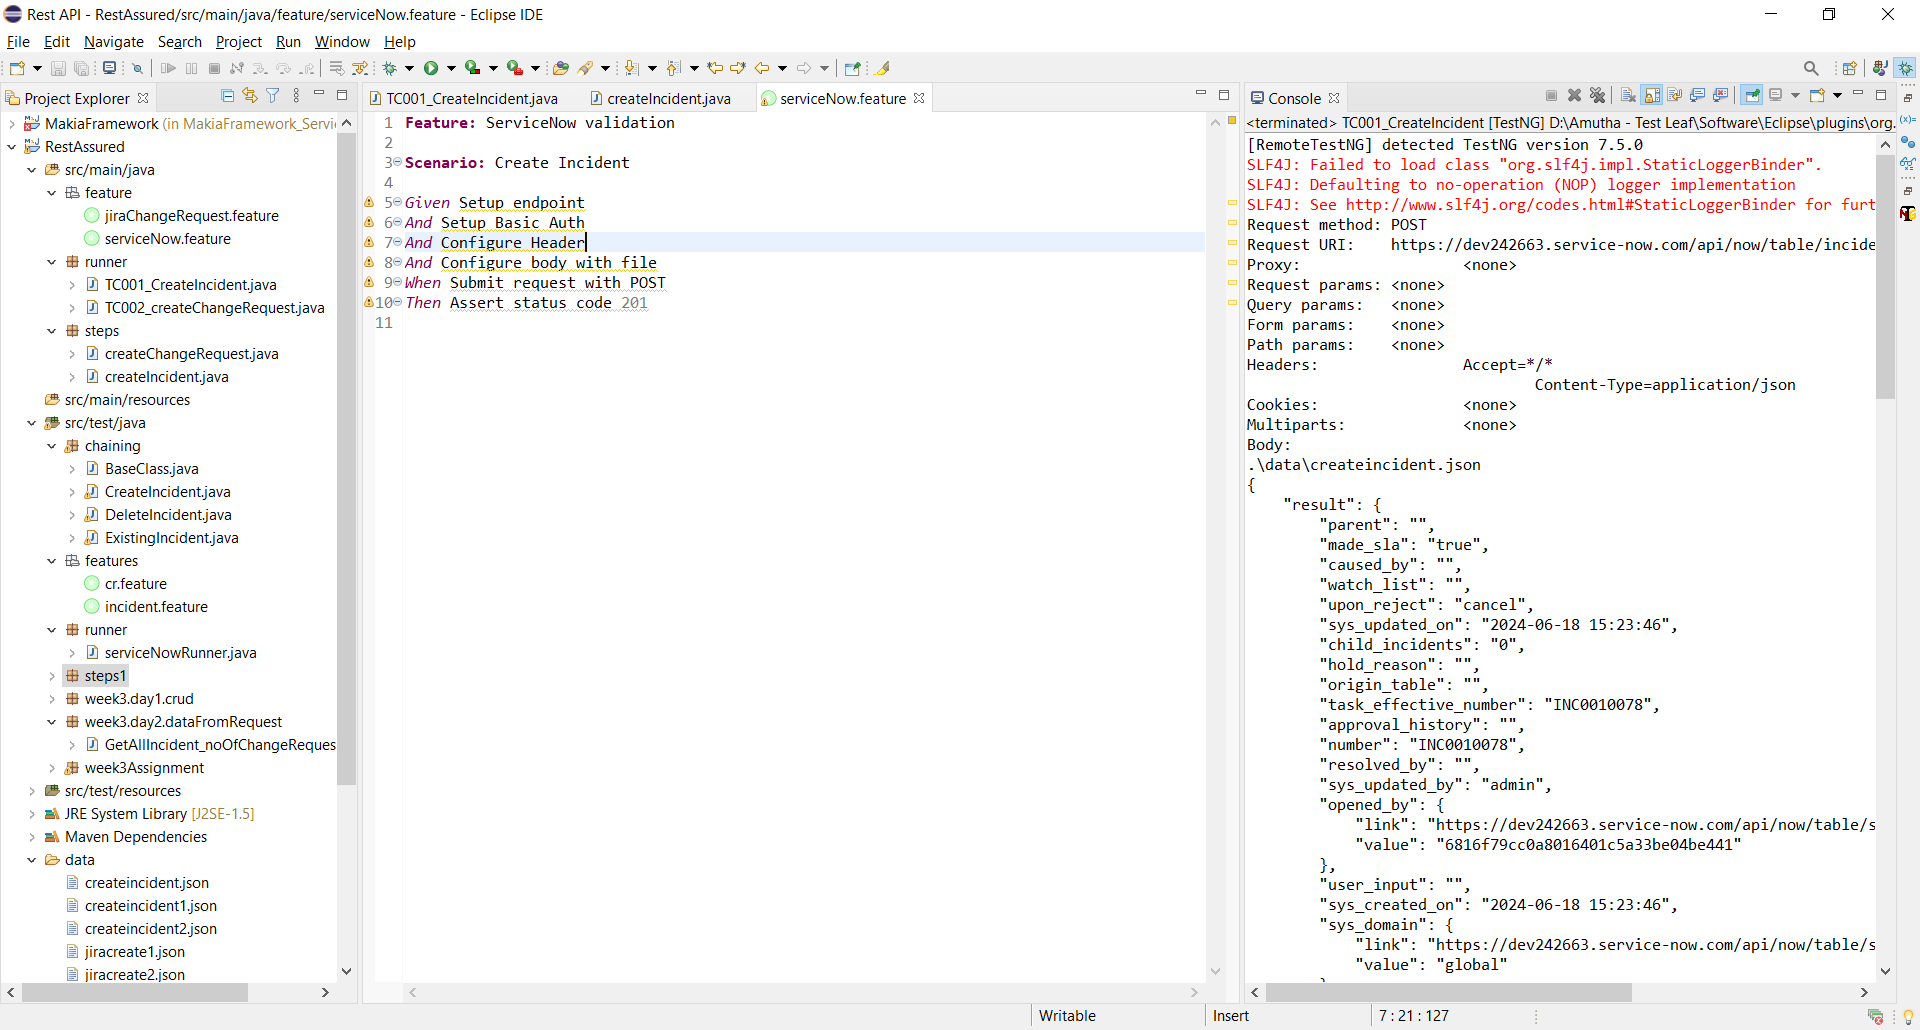 Rest API - RestAssured/src/main/java/feature/serviceNow.feature - Eclipse IDE
File Edit Navigate Search Project Run Window Help
Project Explorer
MakiaFramework (in MakiaFramework_Servi
RestAssured
src/main/java
feature
jiraChangeRequest.feature
serviceNow.feature
runner
TC001_CreateIncident.java
TC002_createChangeRequest.java
steps
createChangeRequest.java
createIncident.java
src/main/resources
src/test/java
chaining
BaseClass.java
CreateIncident.java
DeleteIncident.java
ExistingIncident.java
features
cr.feature
incident.feature
runner
serviceNowRunner.java
steps1
week3.day1.crud
week3.day2.dataFromRequest
GetAllIncident_noOfChangeReques
week3Assignment
src/test/resources
JRE System Library [J2SE-1.5]
Maven Dependencies
data
createincident.json
createincident1.json
createincident2.json
jiracreate1.json
jiracreate2.json
TC001_CreateIncident.java createIncident.java serviceNow.feature
1 Feature: ServiceNow validation
2
3 Scenario: Create Incident
4
5 Given Setup endpoint
6 And Setup Basic Auth
7 And Configure Header
8 And Configure body with file
9 When Submit request with POST
10 Then Assert status code 201
11
Console
<terminated> TC001_CreateIncident [TestNG] D:\Amutha - Test Leaf\Software\Eclipse\plugins\org.
[RemoteTestNG] detected TestNG version 7.5.0
SLF4J: Failed to load class "org.slf4j.impl.StaticLoggerBinder".
SLF4J: Defaulting to no-operation (NOP) logger implementation
SLF4J: See http://www.slf4j.org/codes.html#StaticLoggerBinder for furt
Request method: POST
Request URI: https://dev242663.service-now.com/api/now/table/incide
Proxy: <none>
Request params: <none>
Query params: <none>
Form params: <none>
Path params: <none>
Headers: Accept=*/*
Content-Type=application/json
Cookies: <none>
Multiparts: <none>
Body:
.\data\createincident.json
{
"result": {
"parent": "",
"made_sla": "true",
"caused_by": "",
"watch_list": "",
"upon_reject": "cancel",
"sys_updated_on": "2024-06-18 15:23:46",
"child_incidents": "0",
"hold_reason": "",
"origin_table": "",
"task_effective_number": "INC0010078",
"approval_history": "",
"number": "INC0010078",
"resolved_by": "",
"sys_updated_by": "admin",
"opened_by": {
"link": "https://dev242663.service-now.com/api/now/table/s
"value": "6816f79cc0a8016401c5a33be04be441"
},
"user_input": "",
"sys_created_on": "2024-06-18 15:23:46",
"sys_domain": {
"link": "https://dev242663.service-now.com/api/now/table/s
"value": "global"
Writable Insert 7 : 21 : 127